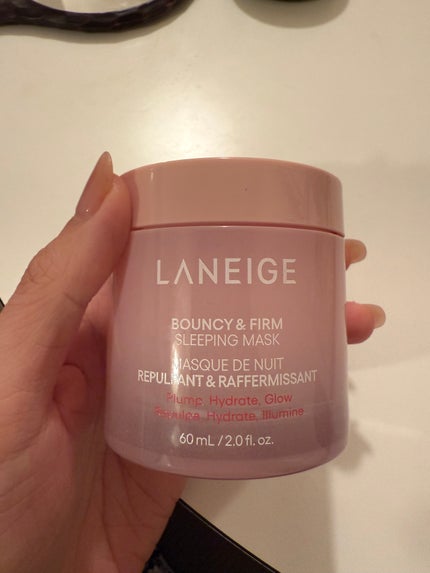 LANEIGE
BOUNCY & FIRM
SLEEPING MASK
MASQUE DE NUIT
REPULPANT & RAFFERMISSANT
Plump, Hydrate, Glow
Repulpe, Hydrate, Illumine
60 mL / 2.0 fl. oz.